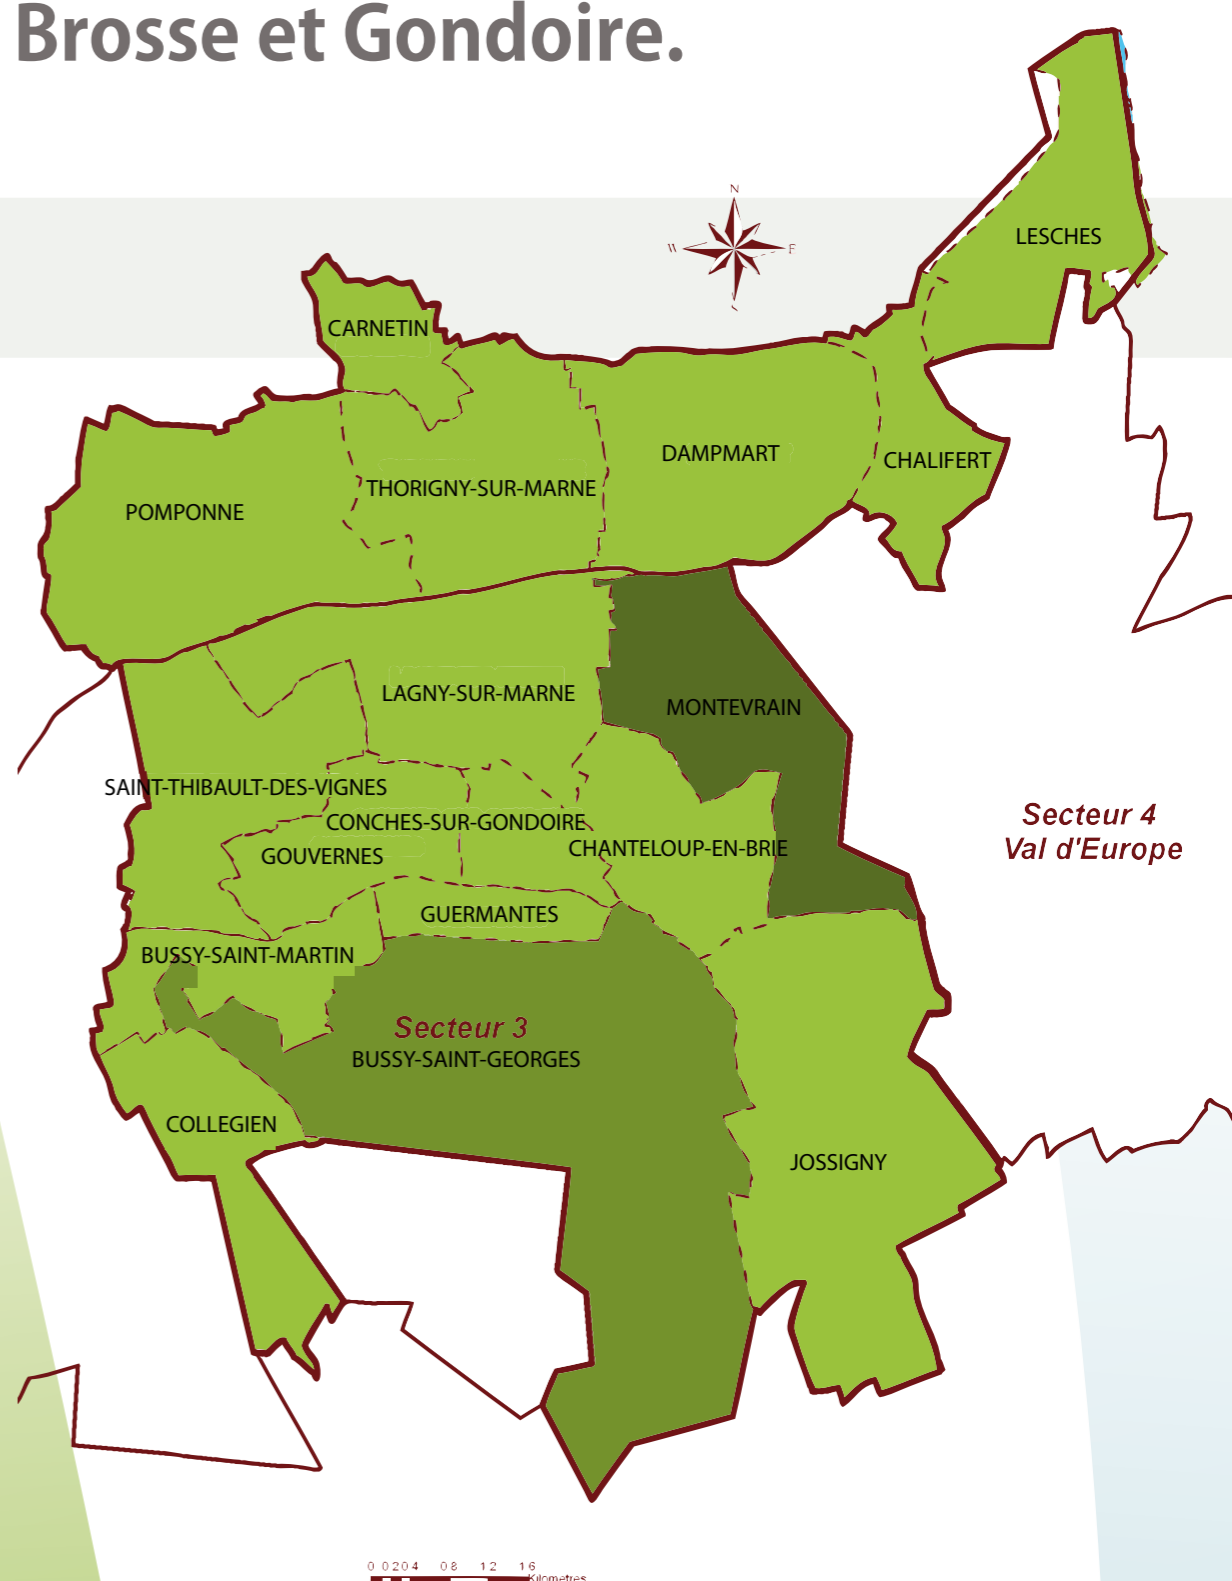 Brosse et Gondoire.
N
W
E
LESCHES
CARNETIN
DAMPMART
CHALIFERT
THORIGNY-SUR-MARNE
POMPONNE
LAGNY-SUR-MARNE
MONTEVRAIN
SAINT-THIBAULT-DES-VIGNES
CONCHES-SUR-GONDOIRE
GOUVERNES
CHANTELOUP-EN-BRIE
Secteur 4
Val d'Europe
GUERMANTES
BUSSY-SAINT-MARTIN
Secteur 3
BUSSY-SAINT-GEORGES
COLLEGIEN
JOSSIGNY
0 0204 08 12 16
Kilometres